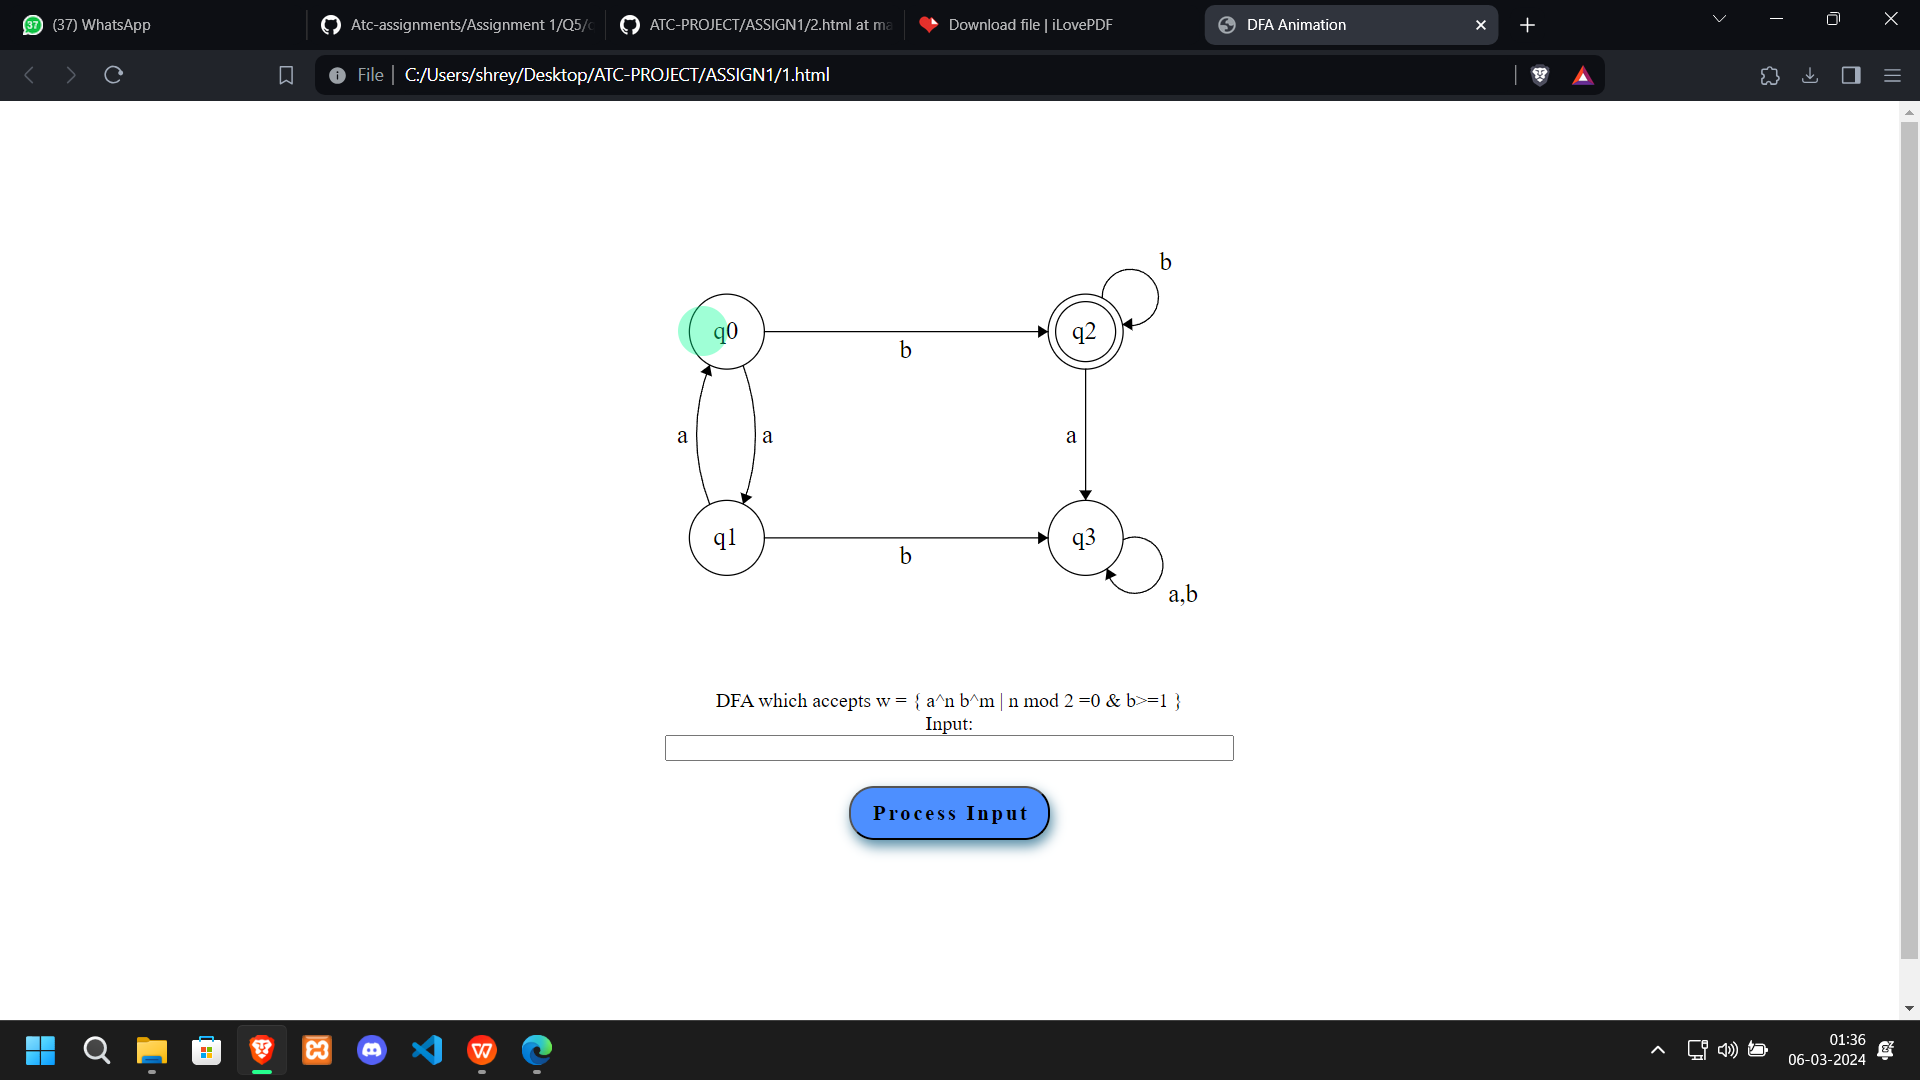 37 (37) WhatsApp
Atc-assignments/Assignment 1/Q5/
ATC-PROJECT/ASSIGN1/2.html at ma
Download file | iLovePDF
DFA Animation
File | C:/Users/shrey/Desktop/ATC-PROJECT/ASSIGN1/1.html
b
q0
q2
b
a
a
a
q1
q3
b
a,b
DFA which accepts w = { a^n b^m | n mod 2 =0 & b>=1 }
Input:
Process Input
01:36
06-03-2024